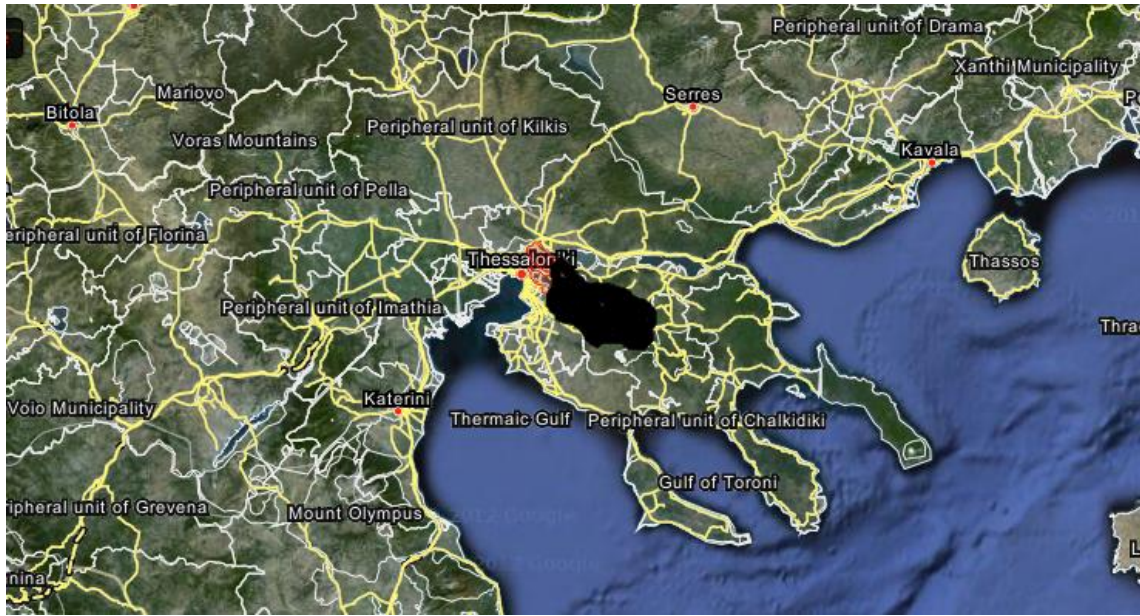 Peripheral unit of Drama
Xanthi Municipality
Mariovo
Serres
Bitola
Peripheral unit of Kilkis
Voras Mountains
Kavala
Peripheral unit of Pella
eripheral unit of Florina
Thessaloniki
Thassos
Peripheral unit of Imathia
Thra
Katerini
Voio Municipality
Thermaic Gulf
Peripheral unit of Chalkidiki
Gulf of Toroni
ripheral unit of Grevena
Mount Olympus
© 2012 Google
L
nina